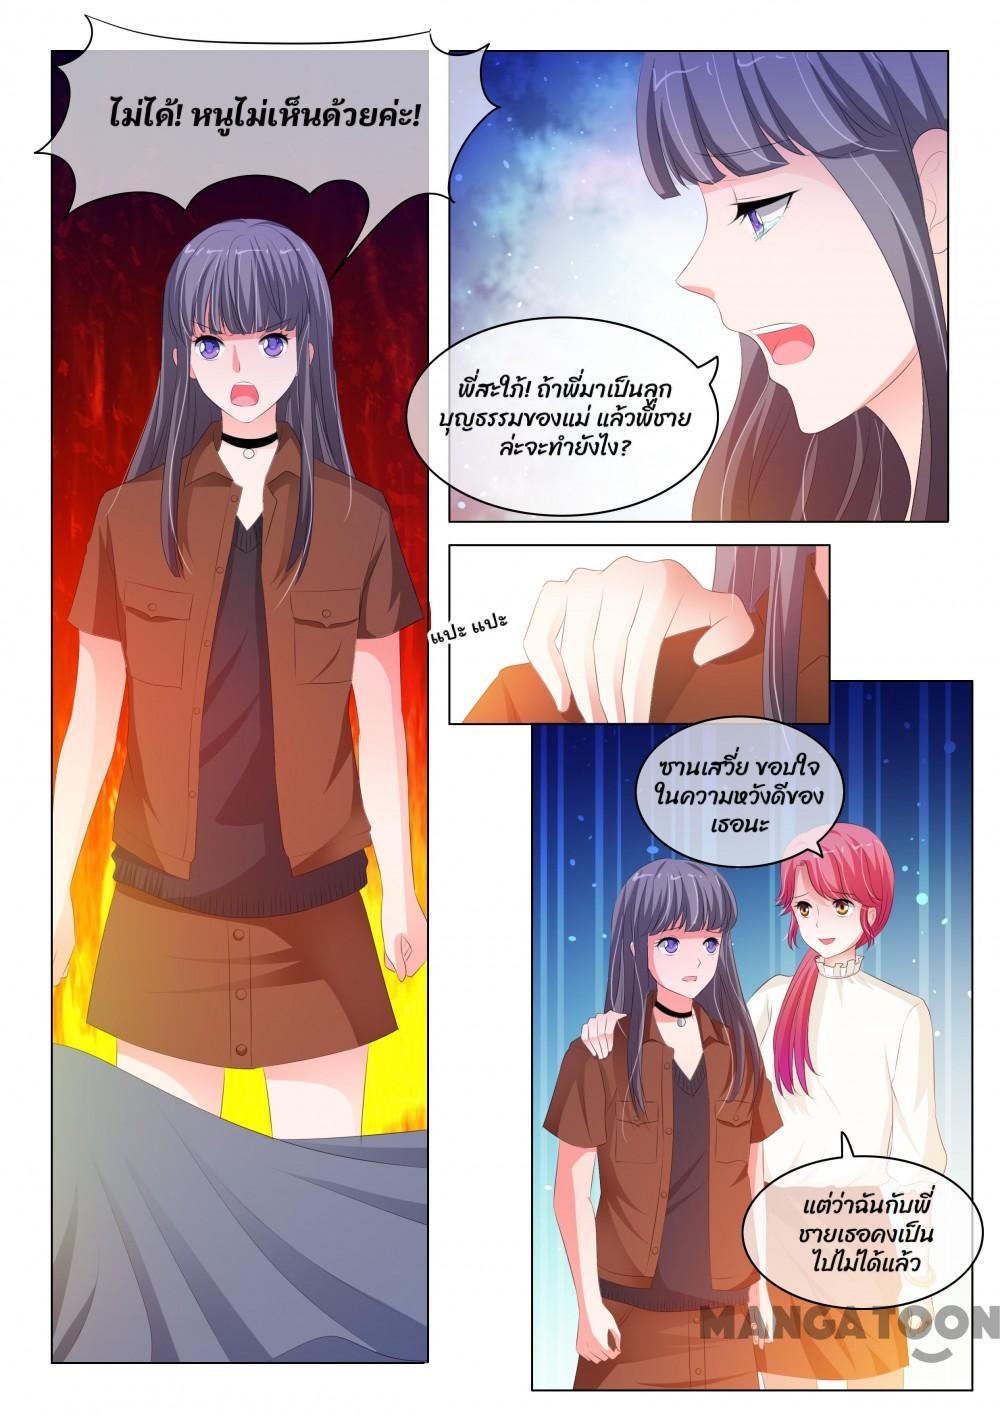 ไม่ได้! หนูไม่เห็นด้วยค่ะ!
พี่สะใภ้! ถ้าพี่มาเป็นลูก
บุญธรรมของแม่ แล้วพี่ชาย
ล่ะจะทำยังไง?
แปะ แปะ
ซานเสวี่ย ขอบใจ
ในความหวังดีของ
เธอนะ
แต่ว่าฉันกับพี่
ชายเธอคงเป็น
ไปไม่ได้แล้ว
MANGATOON